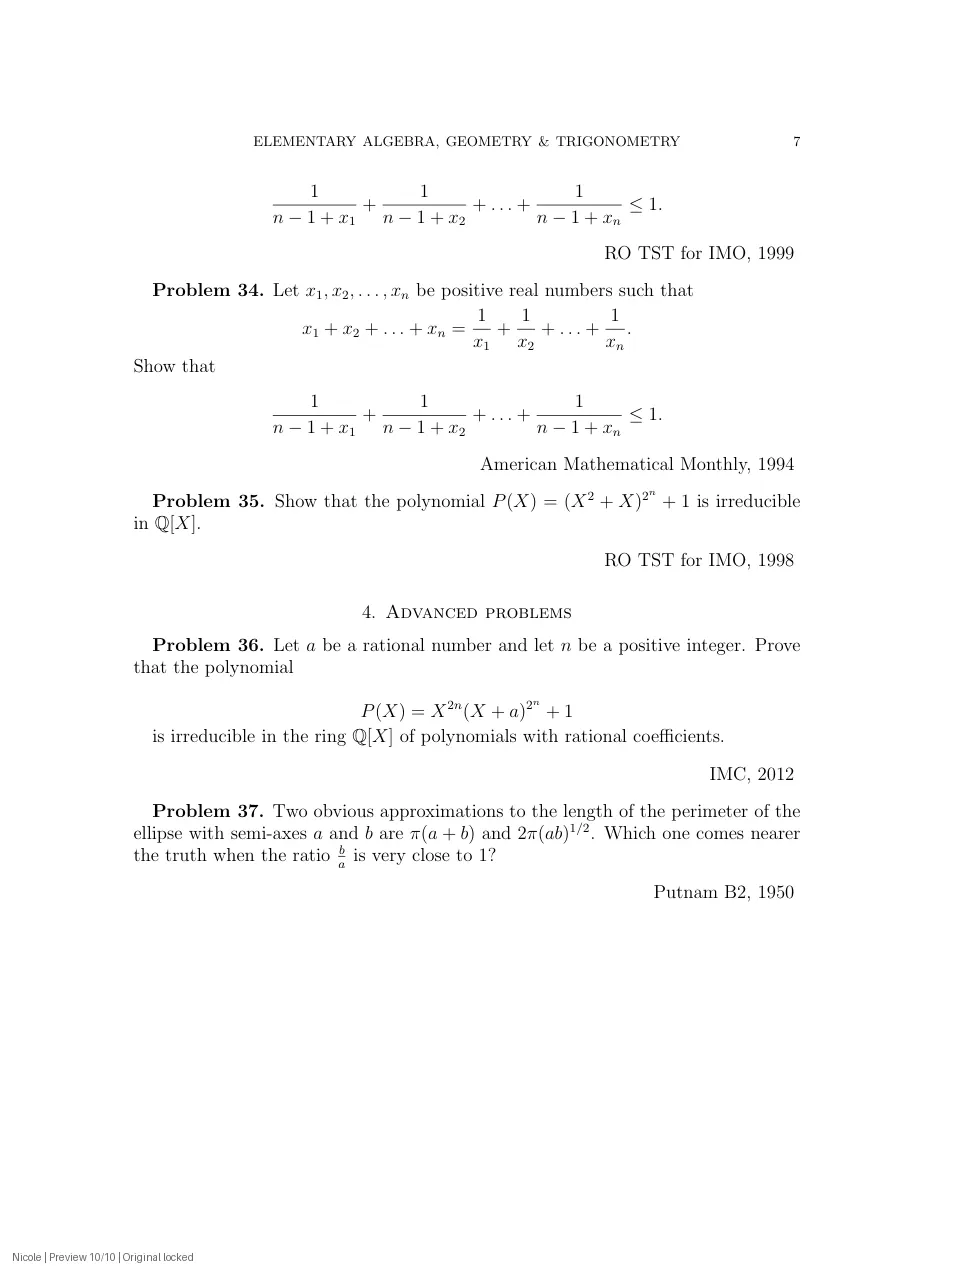 ELEMENTARY ALGEBRA, GEOMETRY & TRIGONOMETRY 7
1/(n − 1 + x₁) + 1/(n − 1 + x₂) + . . . + 1/(n − 1 + xₙ) ≤ 1.
RO TST for IMO, 1999
Problem 34. Let x₁, x₂, . . . , xₙ be positive real numbers such that
x₁ + x₂ + . . . + xₙ = 1/x₁ + 1/x₂ + . . . + 1/xₙ.
Show that
1/(n − 1 + x₁) + 1/(n − 1 + x₂) + . . . + 1/(n − 1 + xₙ) ≤ 1.
American Mathematical Monthly, 1994
Problem 35. Show that the polynomial P(X) = (X² + X)^{2^n} + 1 is irreducible
in ℚ[X].
RO TST for IMO, 1998
4. Advanced problems
Problem 36. Let a be a rational number and let n be a positive integer. Prove
that the polynomial
P(X) = X^{2n}(X + a)^{2^n} + 1
is irreducible in the ring ℚ[X] of polynomials with rational coefficients.
IMC, 2012
Problem 37. Two obvious approximations to the length of the perimeter of the
ellipse with semi-axes a and b are π(a + b) and 2π(ab)^{1/2}. Which one comes nearer
the truth when the ratio b/a is very close to 1?
Putnam B2, 1950
Nicole | Preview 10/10 | Original locked